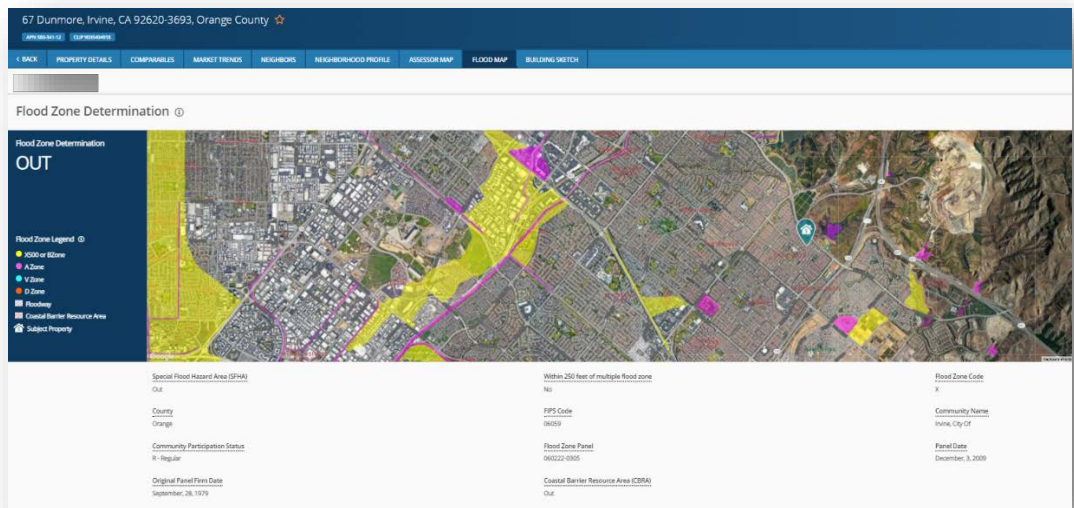 67 Dunmore, Irvine, CA 92620-3693, Orange County
< BACK PROPERTY DETAILS COMPARABLES MARKET TRENDS NEIGHBORS NEIGHBORHOOD PROFILE ASSESSOR MAP FLOOD MAP BUILDING SKETCH
Flood Zone Determination
Flood Zone Determination
OUT
Flood Zone Legend
X500 or B Zone
A Zone
V Zone
D Zone
Floodway
Coastal Barrier Resource Area
Subject Property
Google
Special Flood Hazard Area (SFHA) Within 250 feet of multiple flood zone Flood Zone Code
Out No X
County FIPS Code Community Name
Orange 06059 Irvine, City Of
Community Participation Status Flood Zone Panel Panel Date
R - Regular 060222-0305 December, 3, 2009
Original Panel Firm Date Coastal Barrier Resource Area (CBRA)
September, 28, 1979 Out